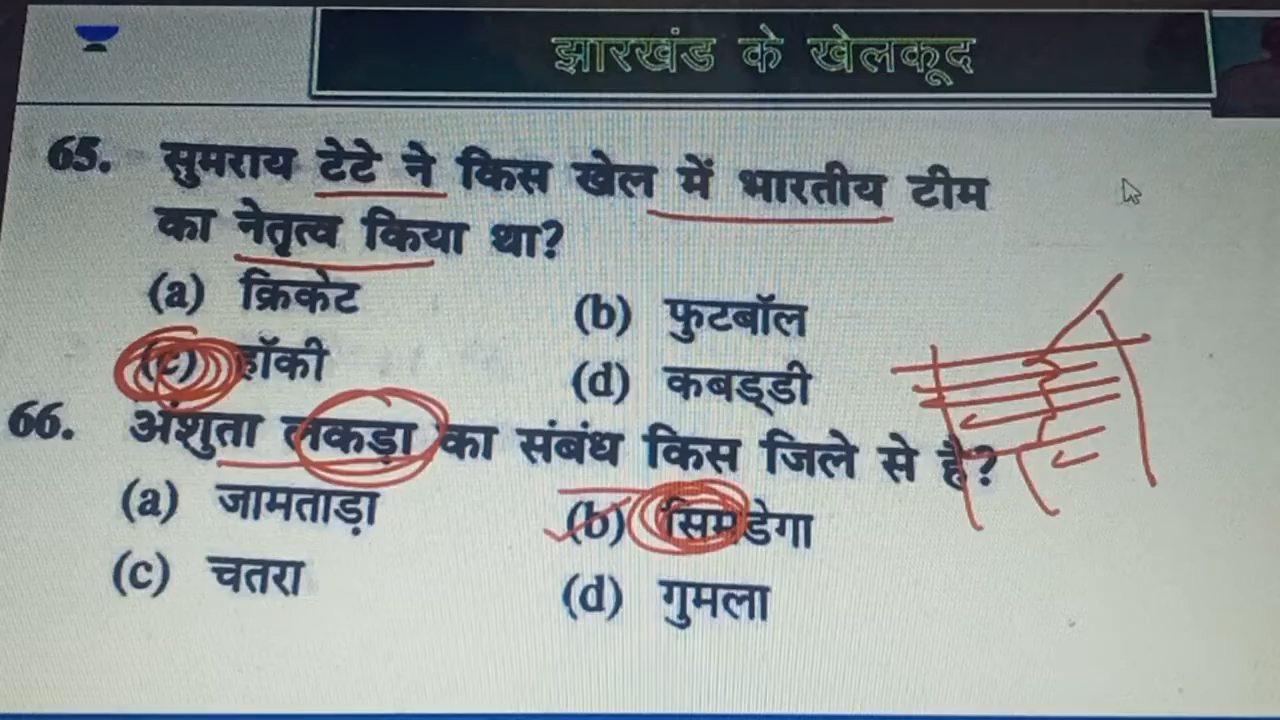 झारखंड के खेलकूद
65. सुमराय टेटे ने किस खेल में भारतीय टीम
का नेतृत्व किया था?
(a) क्रिकेट (b) फुटबॉल
(c) हॉकी (d) कबड्डी
66. अंशुता लकड़ा का संबंध किस जिले से है?
(a) जामताड़ा (b) सिमडेगा
(c) चतरा (d) गुमला